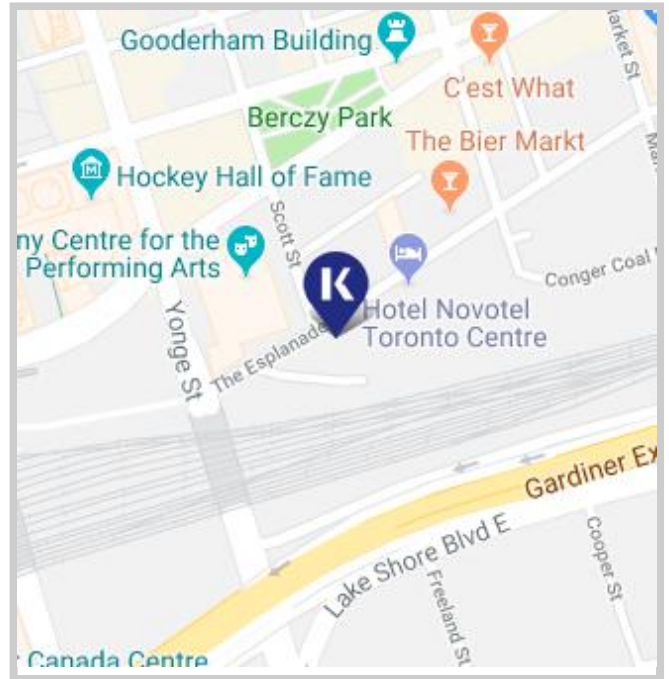 Gooderham Building
arket St
C'est What
Berczy Park
The Bier Markt
Hockey Hall of Fame
Scott St
ny Centre for the
Performing Arts
K
Conger Coal
Hotel Novotel
Toronto Centre
The Esplanade
Yonge St
Gardiner Ex
Lake Shore Blvd E
Cooper St
Freeland St
Canada Centre